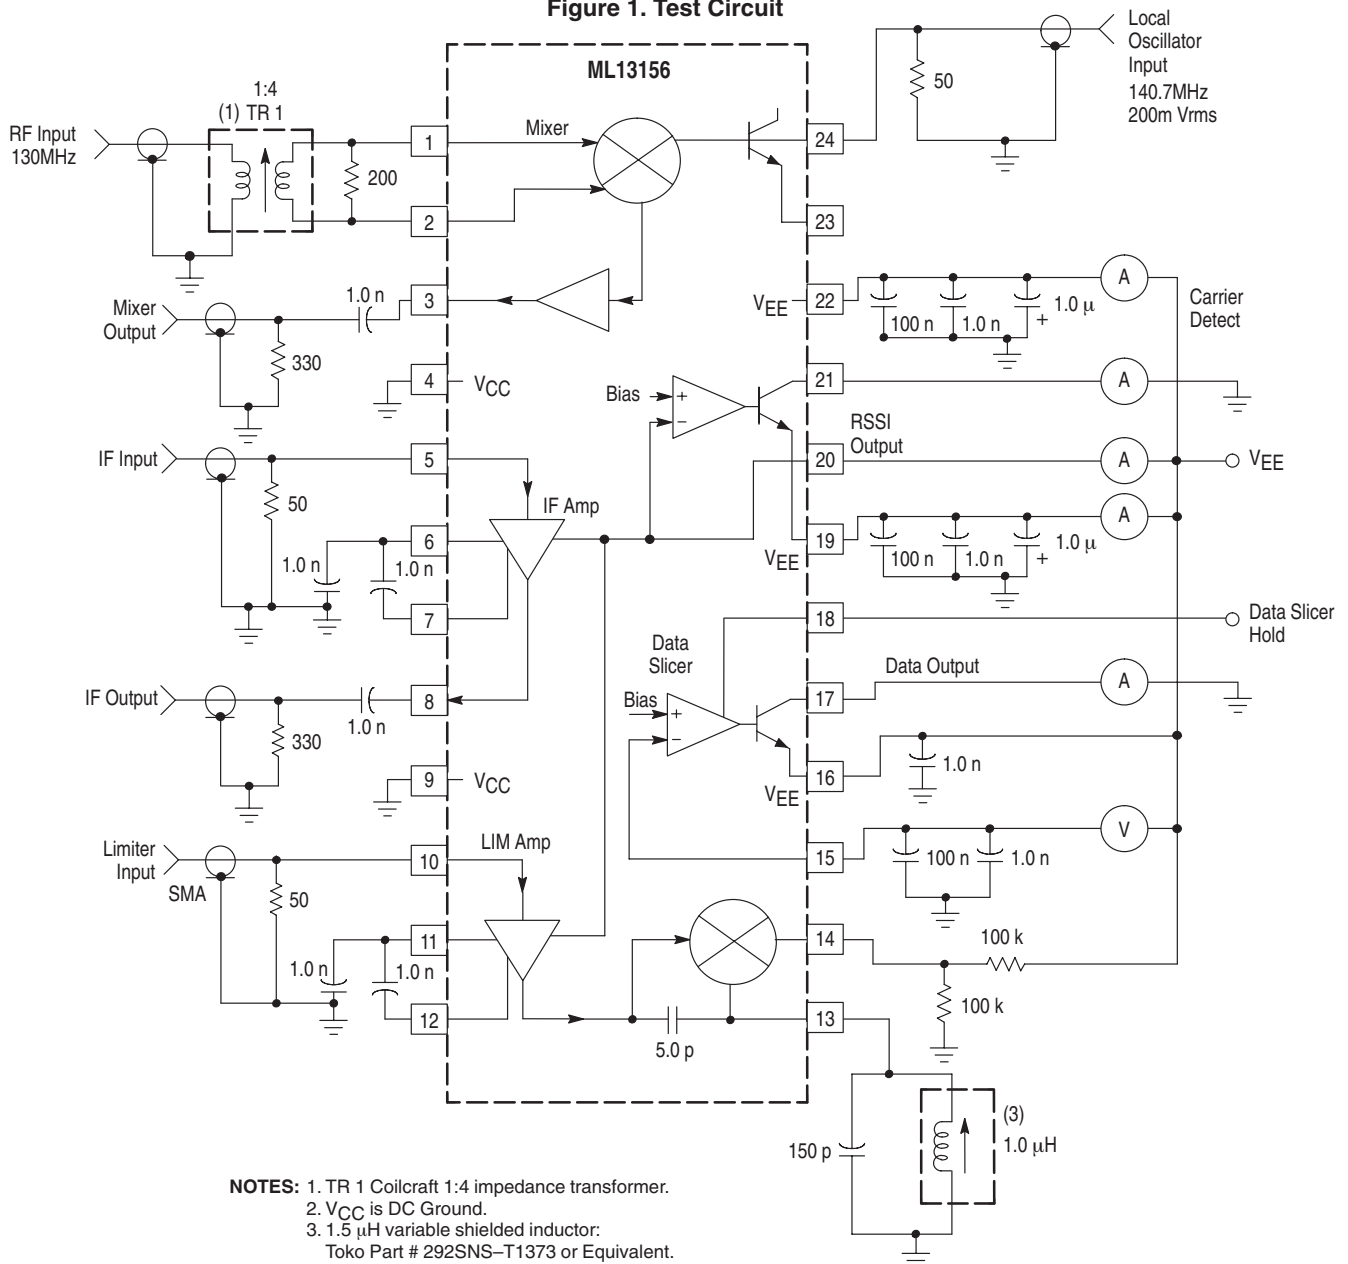 Figure 1. Test Circuit
ML13156
Local
Oscillator
Input
140.7MHz
200m Vrms
50
1:4
(1) TR 1
RF Input
130MHz
200
1
2
Mixer
24
23
Mixer
Output
1.0 n
330
3
4
VCC
VEE
22
100 n
1.0 n
+
1.0 µ
A
Carrier
Detect
Bias
+
–
21
A
RSSI
Output
20
A
VEE
IF Input
50
5
IF Amp
6
7
1.0 n
1.0 n
VEE
19
100 n
1.0 n
+
1.0 µ
A
18
Data Slicer
Hold
Data
Slicer
Bias
+
–
17
Data Output
A
IF Output
1.0 n
330
8
9
VCC
VEE
16
1.0 n
15
100 n
1.0 n
V
Limiter
Input
SMA
50
10
LIM Amp
11
12
1.0 n
1.0 n
14
100 k
100 k
13
5.0 p
150 p
(3)
1.0 µH
NOTES: 1. TR 1 Coilcraft 1:4 impedance transformer.
2. VCC is DC Ground.
3. 1.5 µH variable shielded inductor:
Toko Part # 292SNS–T1373 or Equivalent.